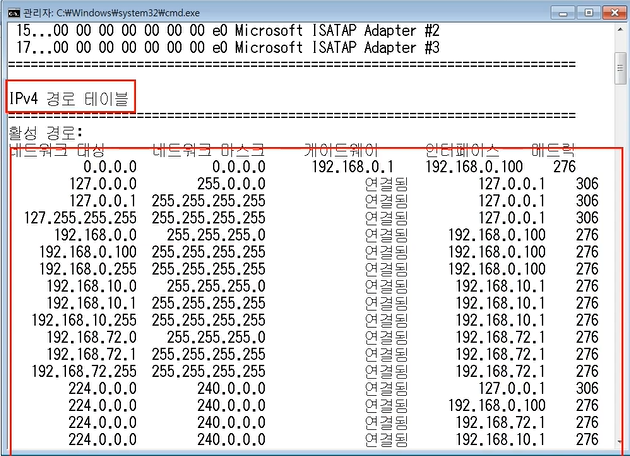 관리자: C:₩Windows₩system32₩cmd.exe
15...00 00 00 00 00 00 00 e0 Microsoft ISATAP Adapter #2
17...00 00 00 00 00 00 00 e0 Microsoft ISATAP Adapter #3
===========================================================================
IPv4 경로 테이블
===========================================================================
활성 경로:
네트워크 대상 네트워크 마스크 게이트웨이 인터페이스 메트릭
0.0.0.0 0.0.0.0 192.168.0.1 192.168.0.100 276
127.0.0.0 255.0.0.0 연결됨 127.0.0.1 306
127.0.0.1 255.255.255.255 연결됨 127.0.0.1 306
127.255.255.255 255.255.255.255 연결됨 127.0.0.1 306
192.168.0.0 255.255.255.0 연결됨 192.168.0.100 276
192.168.0.100 255.255.255.255 연결됨 192.168.0.100 276
192.168.0.255 255.255.255.255 연결됨 192.168.0.100 276
192.168.10.0 255.255.255.0 연결됨 192.168.10.1 276
192.168.10.1 255.255.255.255 연결됨 192.168.10.1 276
192.168.10.255 255.255.255.255 연결됨 192.168.10.1 276
192.168.72.0 255.255.255.0 연결됨 192.168.72.1 276
192.168.72.1 255.255.255.255 연결됨 192.168.72.1 276
192.168.72.255 255.255.255.255 연결됨 192.168.72.1 276
224.0.0.0 240.0.0.0 연결됨 127.0.0.1 306
224.0.0.0 240.0.0.0 연결됨 192.168.0.100 276
224.0.0.0 240.0.0.0 연결됨 192.168.72.1 276
224.0.0.0 240.0.0.0 연결됨 192.168.10.1 276